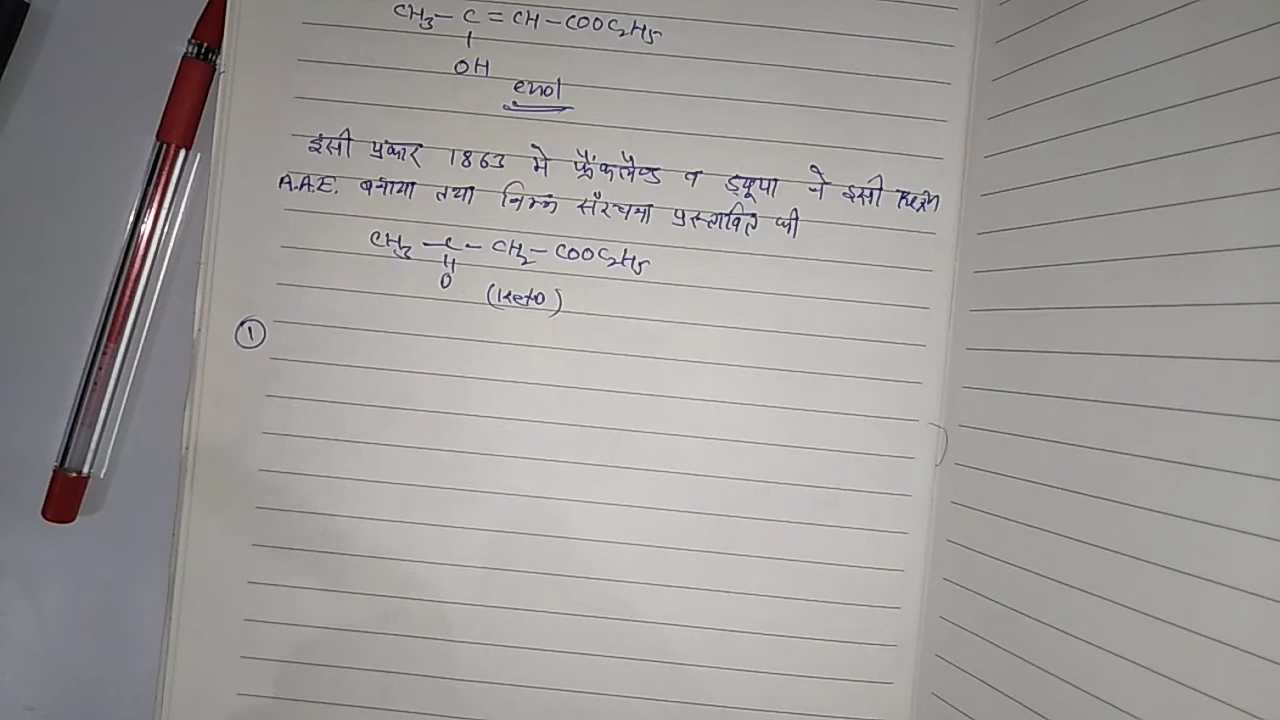 CH3 – C = CH – COOC2H5
|
OH
enol
इसी प्रकार 1863 मे फ्रैंकलैण्ड व ड्यूपा ने इसी
A.A.E. बनाया तथा निम्न संरचना प्रस्तावित की
CH3 – C – CH2 – COOC2H5
||
O (Keto)
①